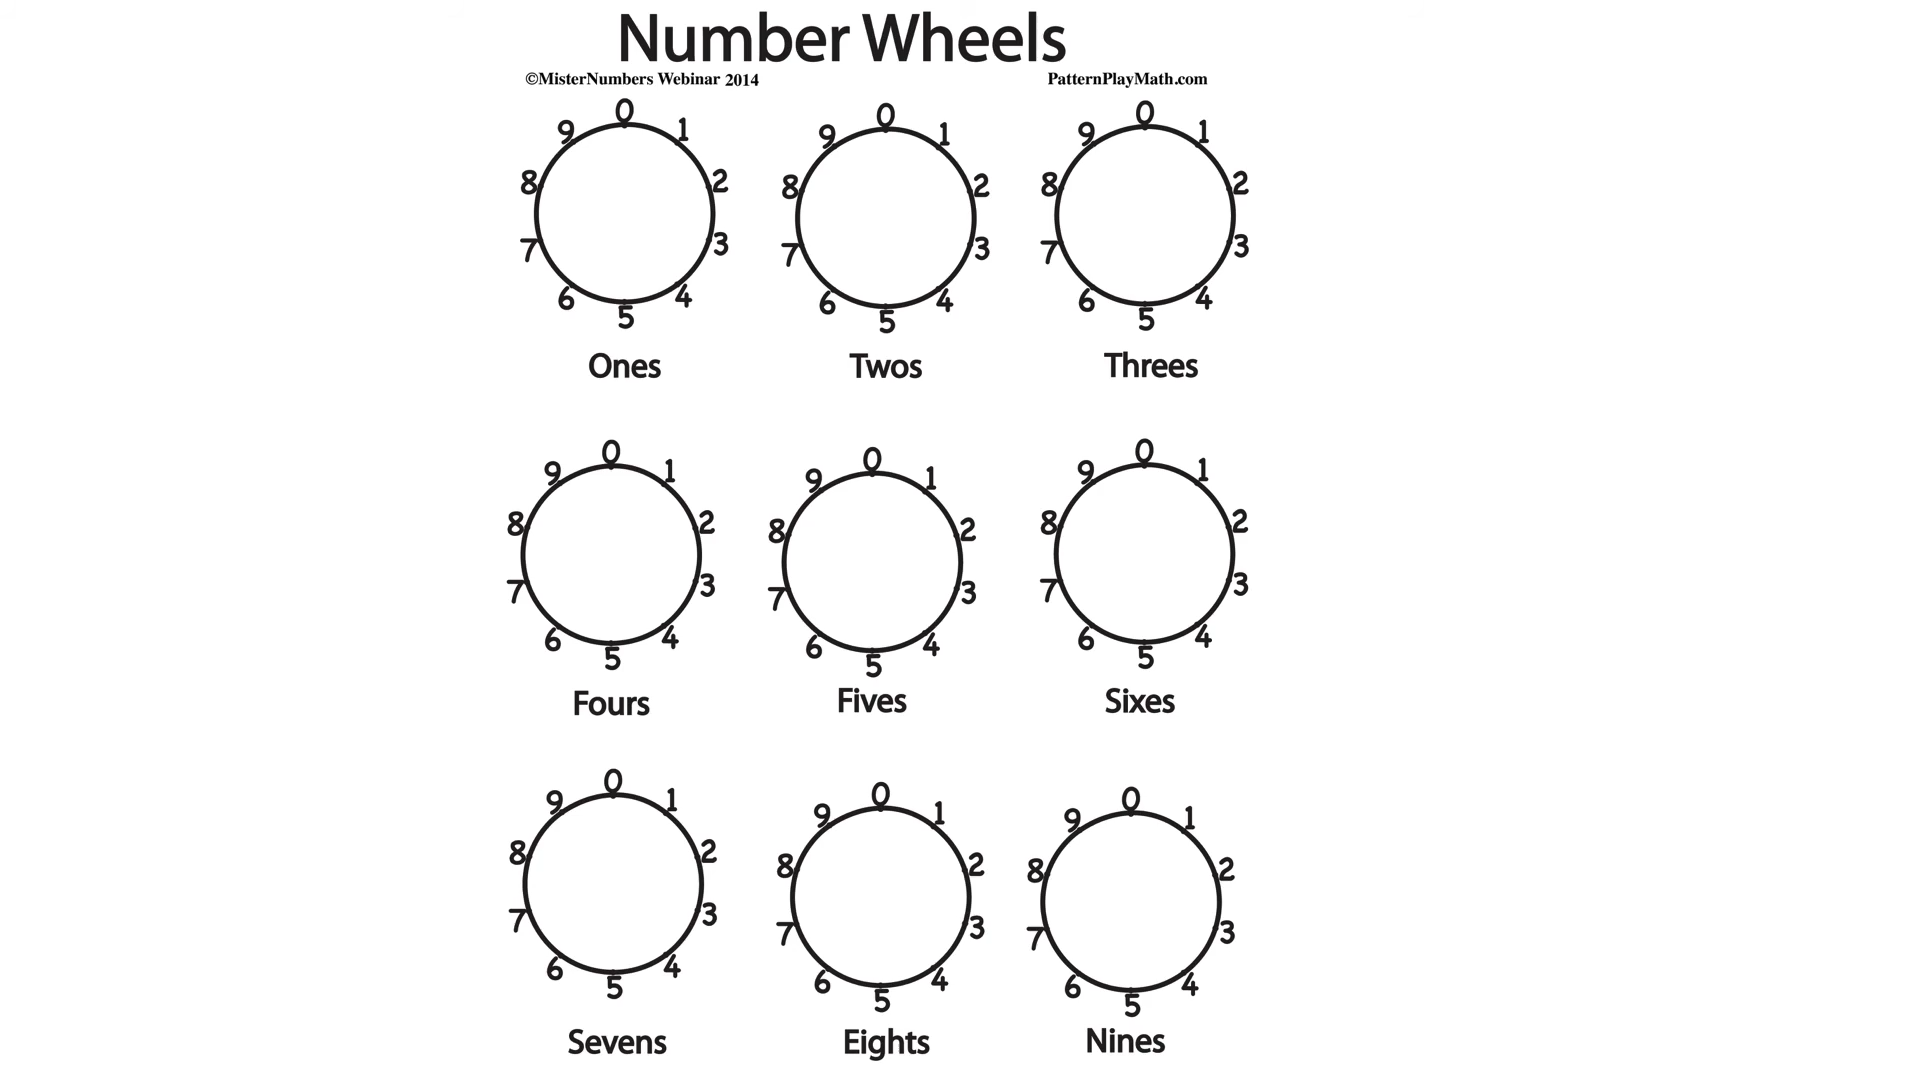 Number Wheels
©MisterNumbers Webinar 2014 PatternPlayMath.com
0 0 0
9 1 9 1 9 1
8 2 8 2 8 2
7 3 7 3 7 3
6 4 6 4 6 4
5 5 5
Ones Twos Threes
0 0 0
9 1 9 1 9 1
8 2 8 2 8 2
7 3 7 3 7 3
6 4 6 4 6 4
5 5 5
Fours Fives Sixes
0 0 0
9 1 9 1 9 1
8 2 8 2 8 2
7 3 7 3 7 3
6 4 6 4 6 4
5 5 5
Sevens Eights Nines